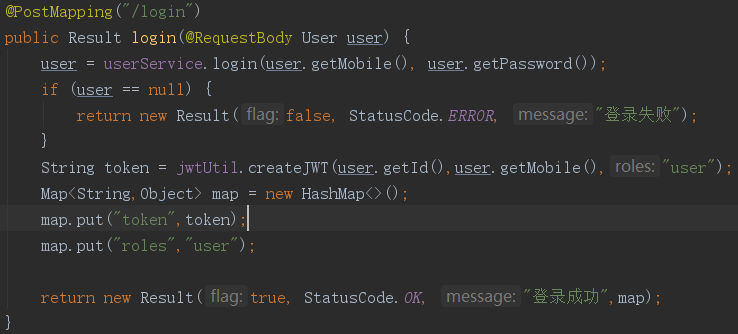 @PostMapping("/login")
public Result login(@RequestBody User user) {
user = userService.login(user.getMobile(), user.getPassword());
if (user == null) {
return new Result( flag: false, StatusCode.ERROR, message: "登录失败");
}
String token = jwtUtil.createJWT(user.getId(),user.getMobile(), roles: "user");
Map<String,Object> map = new HashMap<>();
map.put("token",token);
map.put("roles","user");
return new Result( flag: true, StatusCode.OK, message: "登录成功",map);
}